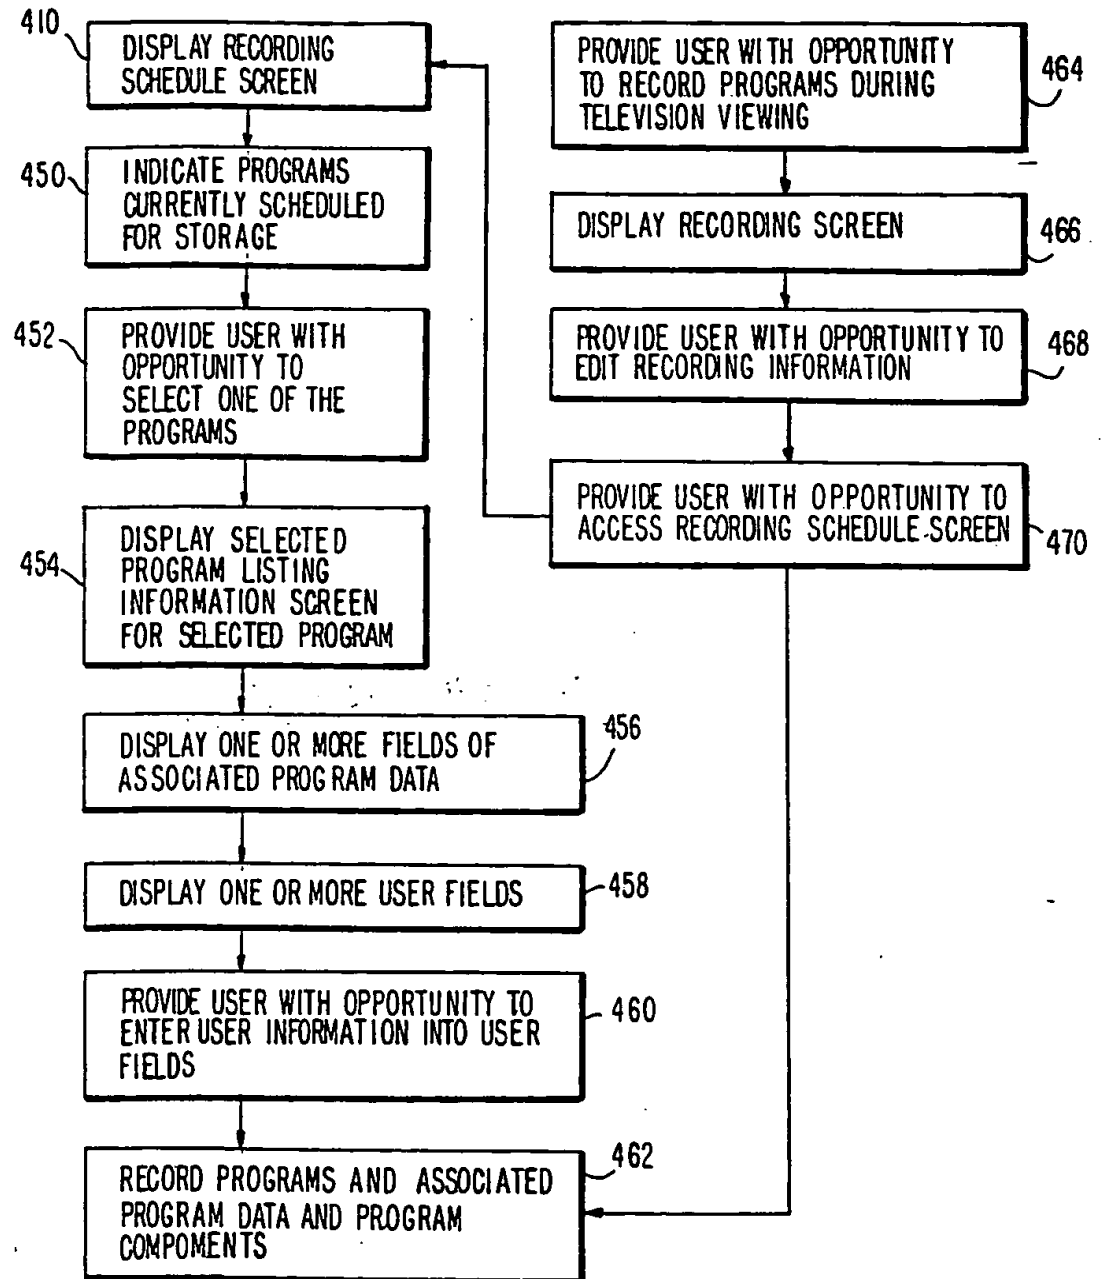 410
DISPLAY RECORDING
SCHEDULE SCREEN
450
INDICATE PROGRAMS
CURRENTLY SCHEDULED
FOR STORAGE
452
PROVIDE USER WITH
OPPORTUNITY TO
SELECT ONE OF THE
PROGRAMS
454
DISPLAY SELECTED
PROGRAM LISTING
INFORMATION SCREEN
FOR SELECTED PROGRAM
DISPLAY ONE OR MORE FIELDS OF
ASSOCIATED PROGRAM DATA
456
DISPLAY ONE OR MORE USER FIELDS
458
PROVIDE USER WITH OPPORTUNITY TO
ENTER USER INFORMATION INTO USER
FIELDS
460
RECORD PROGRAMS AND ASSOCIATED
PROGRAM DATA AND PROGRAM
COMPOMENTS
462
PROVIDE USER WITH OPPORTUNITY
TO RECORD PROGRAMS DURING
TELEVISION VIEWING
464
DISPLAY RECORDING SCREEN
466
PROVIDE USER WITH OPPORTUNITY TO
EDIT RECORDING INFORMATION
468
PROVIDE USER WITH OPPORTUNITY TO
ACCESS RECORDING SCHEDULE SCREEN
470